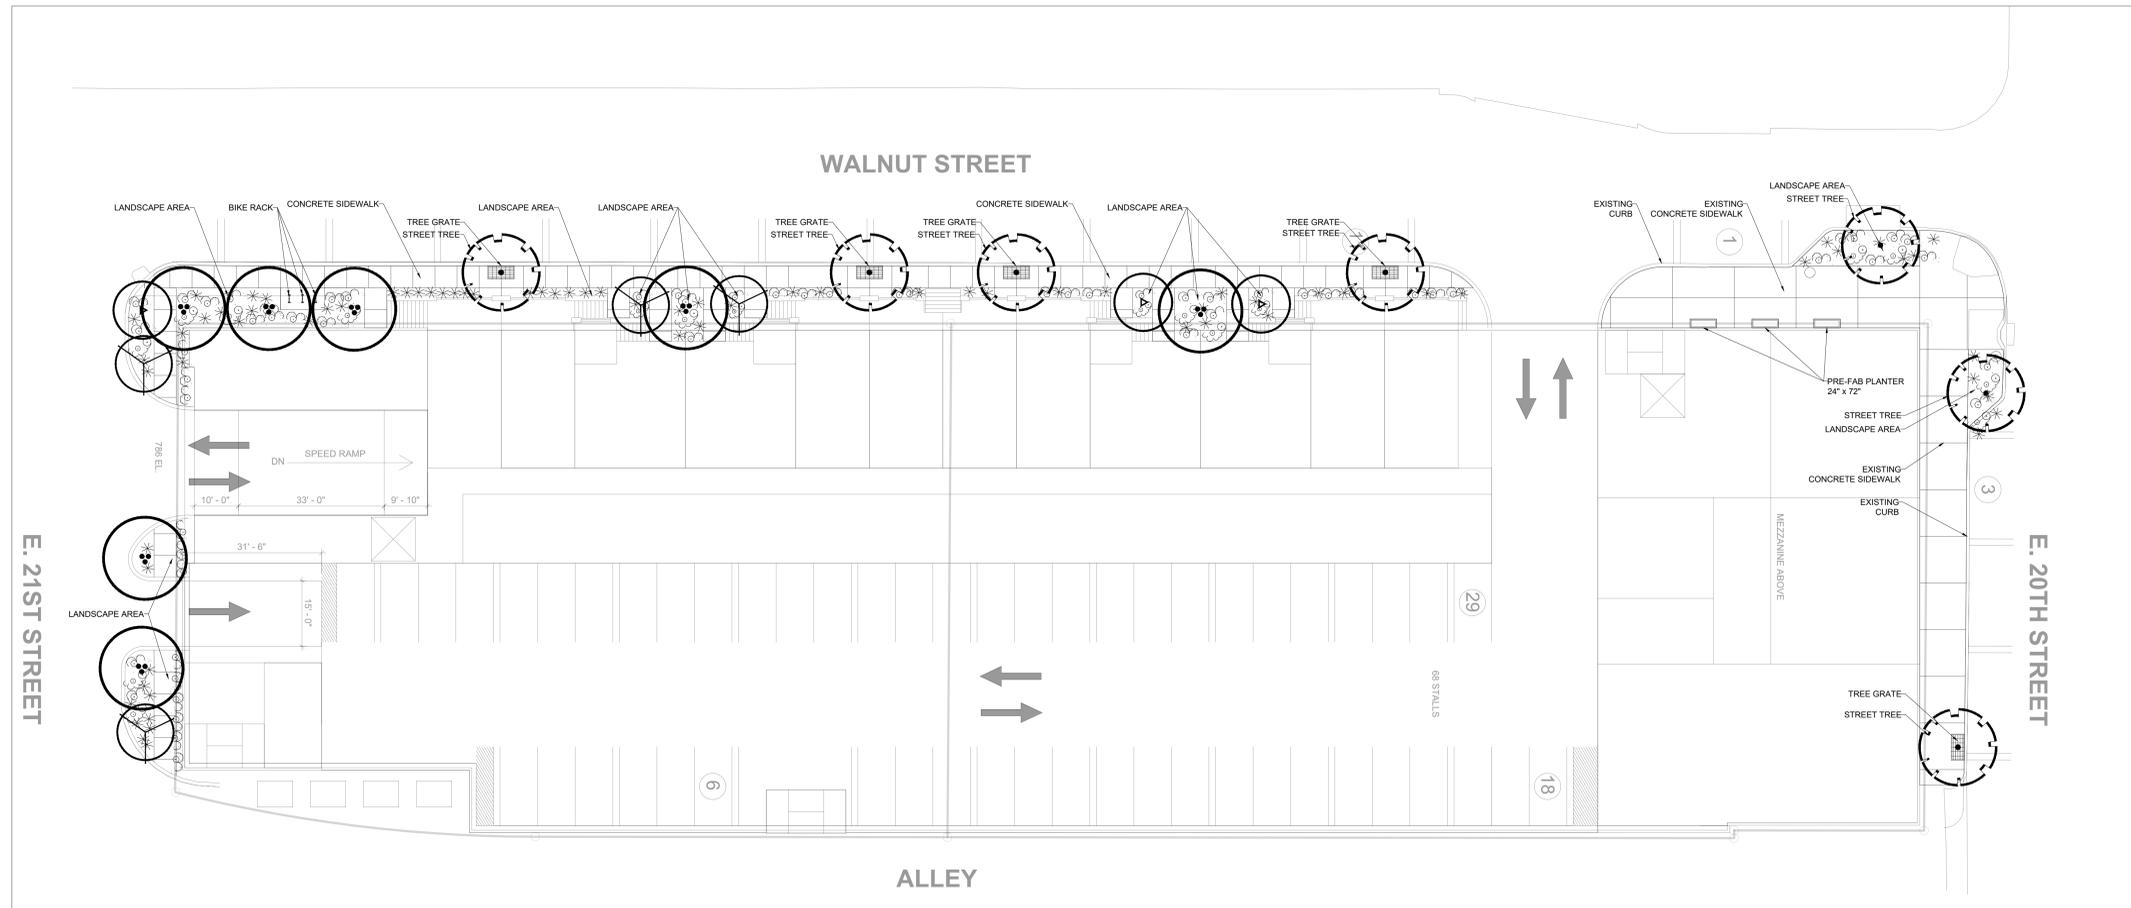 WALNUT STREET
LANDSCAPE AREA
BIKE RACK
CONCRETE SIDEWALK
TREE GRATE
STREET TREE
LANDSCAPE AREA
LANDSCAPE AREA
TREE GRATE
STREET TREE
TREE GRATE
STREET TREE
CONCRETE SIDEWALK
LANDSCAPE AREA
TREE GRATE
STREET TREE
EXISTING
CURB
EXISTING
CONCRETE SIDEWALK
LANDSCAPE AREA
STREET TREE
1
PRE-FAB PLANTER
24" x 72"
STREET TREE
LANDSCAPE AREA
EXISTING
CONCRETE SIDEWALK
EXISTING
CURB
3
786 EL.
DN
SPEED RAMP
10' - 0"
33' - 0"
9' - 10"
31' - 6"
15' - 0"
LANDSCAPE AREA
E. 21ST STREET
MEZZANINE ABOVE
29
68 STALLS
E. 20TH STREET
TREE GRATE
STREET TREE
6
18
ALLEY